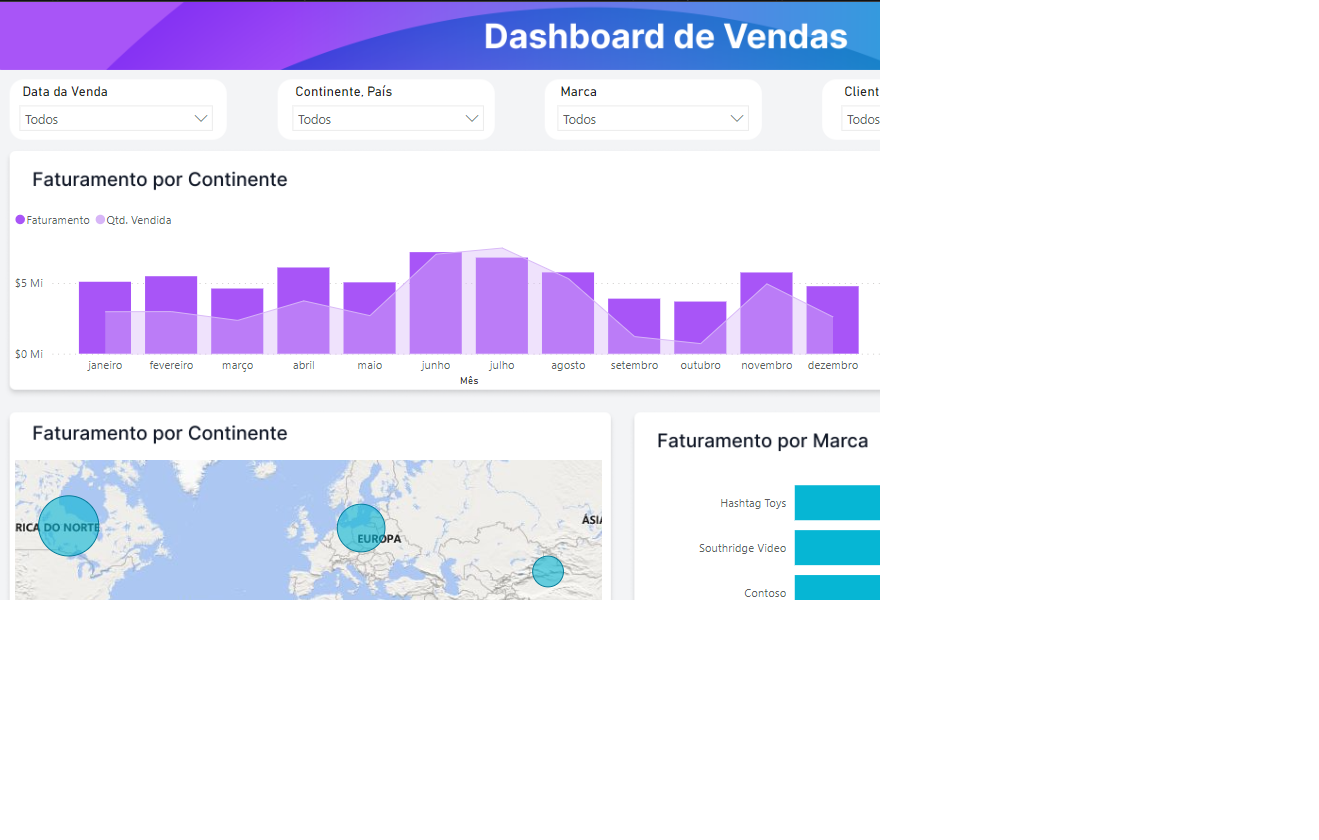 Dashboard de Vendas
Data da Venda
Todos
Continente, País
Todos
Marca
Todos
Client
Todos
Faturamento por Continente
Faturamento Qtd. Vendida
$5 Mi
$0 Mi
janeiro fevereiro março abril maio junho julho agosto setembro outubro novembro dezembro
Mês
Faturamento por Continente
RICA DO NORTE
EUROPA
ÁSIA
Faturamento por Marca
Hashtag Toys
Southridge Video
Contoso